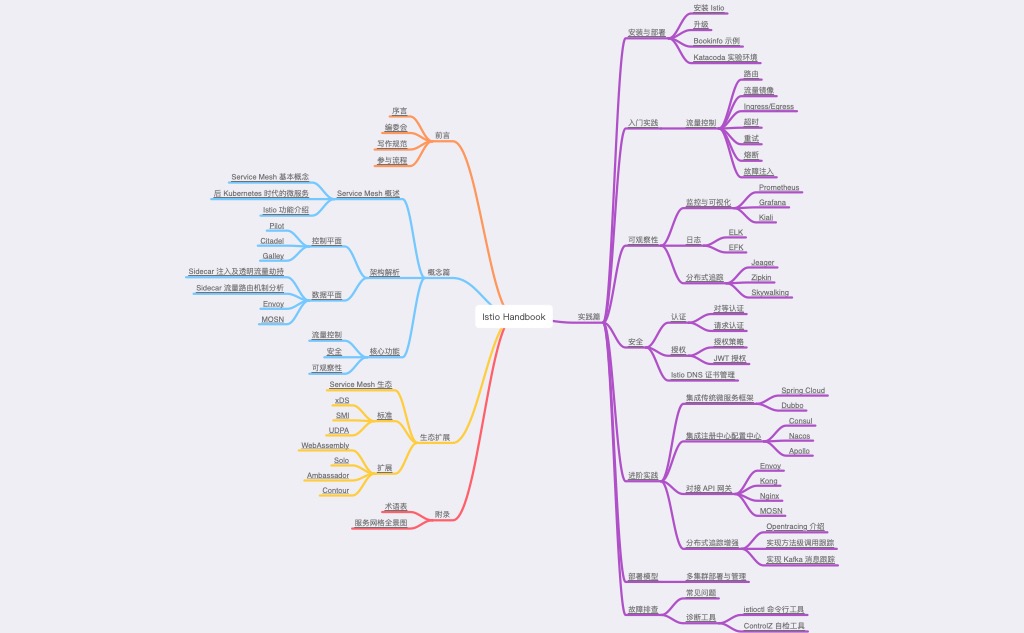 Istio Handbook
前言
序言
编委会
写作规范
参与流程
概念篇
Service Mesh 概述
Service Mesh 基本概念
后 Kubernetes 时代的微服务
Istio 功能介绍
架构解析
控制平面
Pilot
Citadel
Galley
数据平面
Sidecar 注入及透明流量劫持
Sidecar 流量路由机制分析
Envoy
MOSN
核心功能
流量控制
安全
可观察性
生态扩展
Service Mesh 生态
标准
xDS
SMI
UDPA
扩展
WebAssembly
Solo
Ambassador
Contour
附录
术语表
服务网格全景图
实践篇
安装与部署
安装 Istio
升级
Bookinfo 示例
Katacoda 实验环境
入门实践
流量控制
路由
流量镜像
Ingress/Egress
超时
重试
熔断
故障注入
可观察性
监控与可视化
Prometheus
Grafana
Kiali
日志
ELK
EFK
分布式追踪
Jeager
Zipkin
Skywalking
安全
认证
对等认证
请求认证
授权
授权策略
JWT 授权
Istio DNS 证书管理
进阶实践
集成传统微服务框架
Spring Cloud
Dubbo
集成注册中心配置中心
Consul
Nacos
Apollo
对接 API 网关
Envoy
Kong
Nginx
MOSN
分布式追踪增强
Opentracing 介绍
实现方法级调用跟踪
实现 Kafka 消息跟踪
部署模型
多集群部署与管理
故障排查
常见问题
诊断工具
istioctl 命令行工具
ControlZ 自检工具